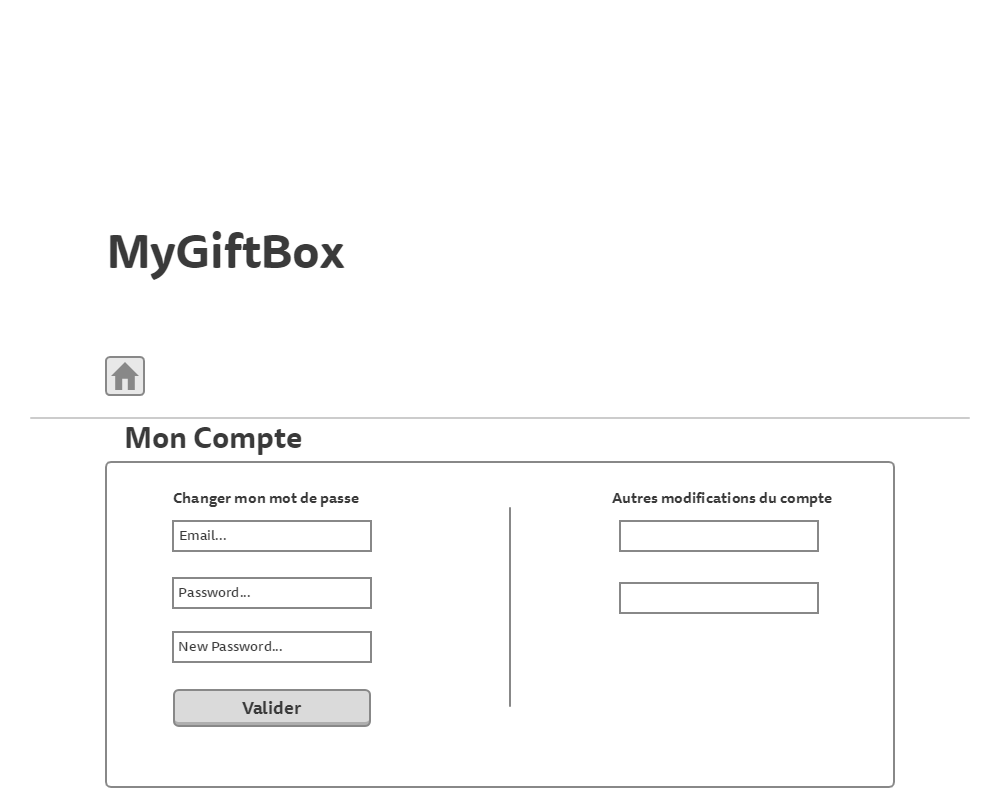 MyGiftBox
Mon Compte
Changer mon mot de passe
Email...
Password...
New Password...
Valider
Autres modifications du compte